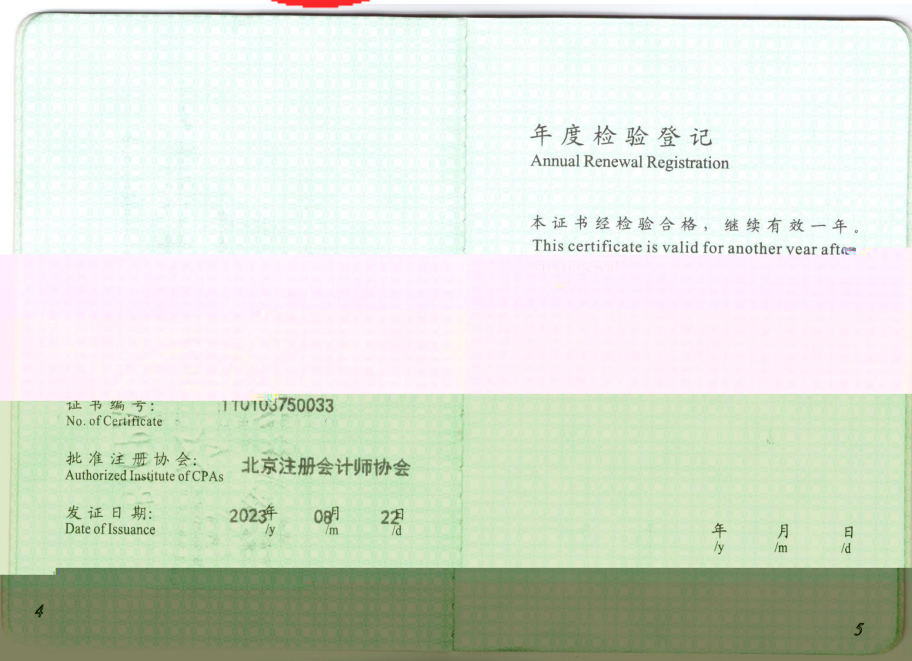 证书编号: 110103750033
No. of Certificate
批准注册协会: 北京注册会计师协会
Authorized Institute of CPAs
发证日期: 2023年 08月 22日
Date of Issuance /y /m /d
4
年度检验登记
Annual Renewal Registration
本证书经检验合格，继续有效一年。
This certificate is valid for another year after
年 月 日
/y /m /d
5